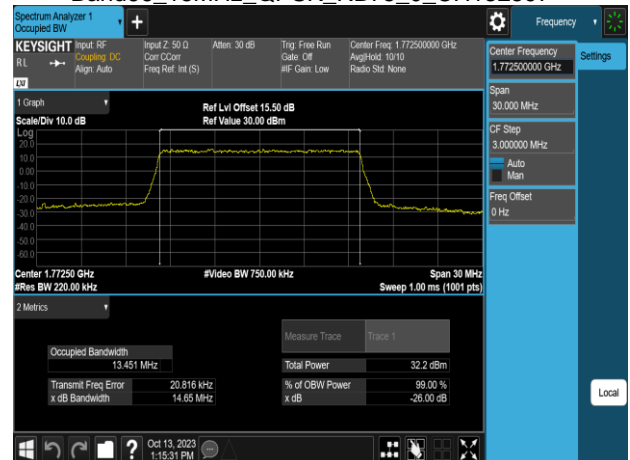 Spectrum Analyzer 1
Occupied BW
Frequency
KEYSIGHT
RL
Input: RF
Coupling: DC
Align: Auto
Input Z: 50 Ω
Corr CCorr
Freq Ref: Int (S)
Atten: 30 dB
Trig: Free Run
Gate: Off
#IF Gain: Low
Center Freq: 1.772500000 GHz
Avg|Hold: 10/10
Radio Std: None
LXI
1 Graph
Scale/Div 10.0 dB
Ref Lvl Offset 15.50 dB
Ref Value 30.00 dBm
Log
20.0
10.0
0.00
-10.0
-20.0
-30.0
-40.0
-50.0
-60.0
Center 1.77250 GHz
#Res BW 220.00 kHz
#Video BW 750.00 kHz
Span 30 MHz
Sweep 1.00 ms (1001 pts)
2 Metrics
Measure Trace
Trace 1
Occupied Bandwidth
13.451 MHz
Total Power
32.2 dBm
Transmit Freq Error
20.816 kHz
% of OBW Power
99.00 %
x dB Bandwidth
14.65 MHz
x dB
-26.00 dB
Center Frequency
1.772500000 GHz
Settings
Span
30.000 MHz
CF Step
3.000000 MHz
Auto
Man
Freq Offset
0 Hz
Local
Oct 13, 2023
1:15:31 PM